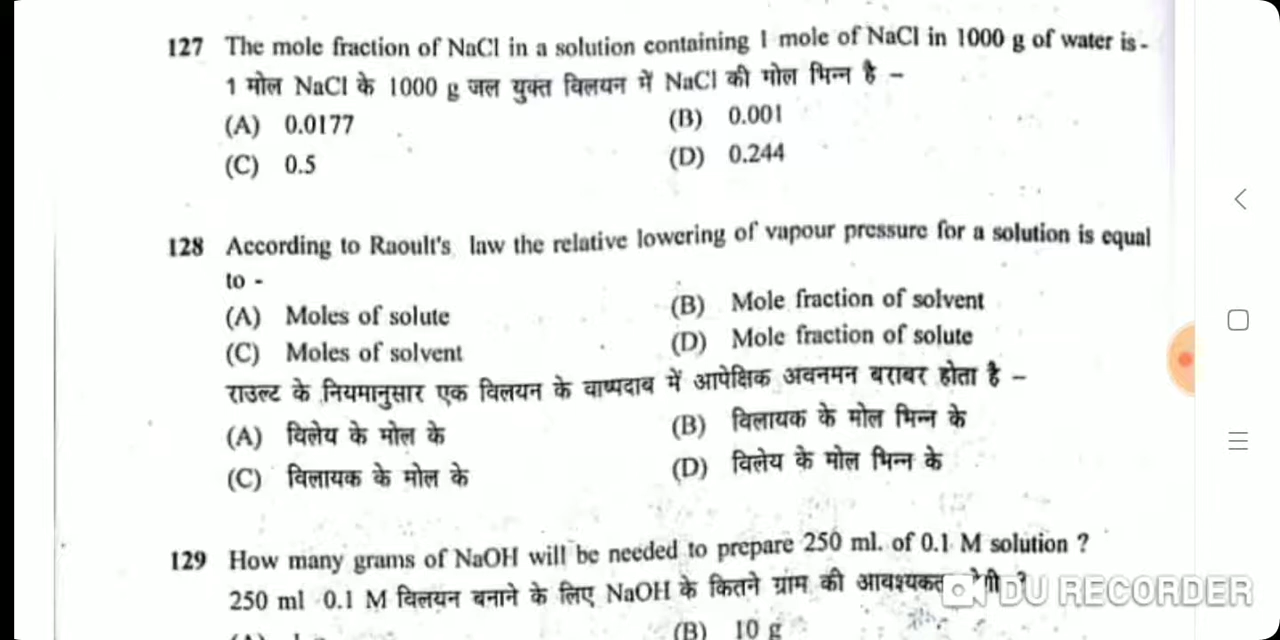 127 The mole fraction of NaCl in a solution containing 1 mole of NaCl in 1000 g of water is -
1 मोल NaCl के 1000 g जल युक्त विलयन में NaCl की मोल भिन्न है –
(A) 0.0177 (B) 0.001
(C) 0.5 (D) 0.244
128 According to Raoult's law the relative lowering of vapour pressure for a solution is equal
to -
(A) Moles of solute (B) Mole fraction of solvent
(C) Moles of solvent (D) Mole fraction of solute
राउल्ट के नियमानुसार एक विलयन के वाष्पदाब में आपेक्षिक अवनमन बराबर होता है –
(A) विलेय के मोल के (B) विलायक के मोल भिन्न के
(C) विलायक के मोल के (D) विलेय के मोल भिन्न के
129 How many grams of NaOH will be needed to prepare 250 ml. of 0.1 M solution ?
250 ml 0.1 M विलयन बनाने के लिए NaOH के कितने ग्राम की ?
DU RECORDER
(B) 10 g